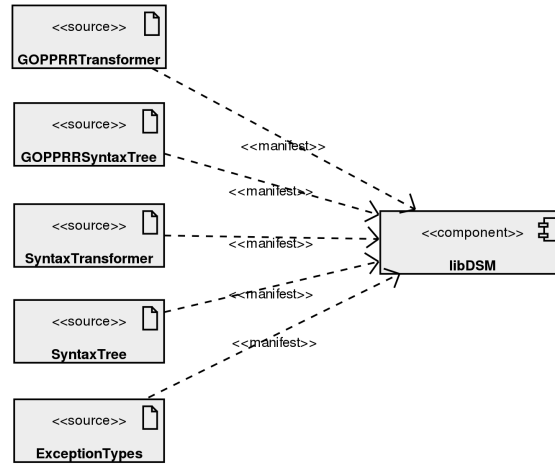 <<source>>
GOPPRRTransformer
<<source>>
GOPPRRSyntaxTree
<<source>>
SyntaxTransformer
<<source>>
SyntaxTree
<<source>>
ExceptionTypes
<<manifest>>
<<manifest>>
<<manifest>>
<<manifest>>
<<manifest>>
<<component>>
libDSM